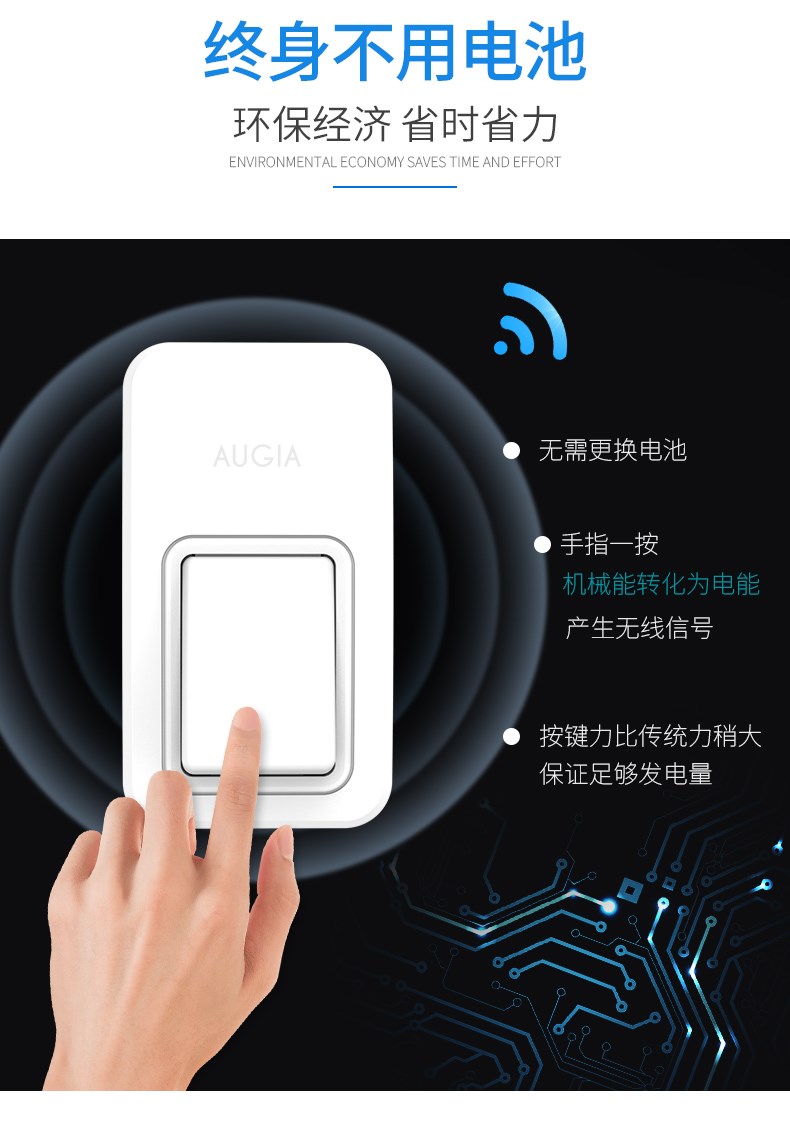 终身不用电池
环保经济 省时省力
ENVIRONMENTAL ECONOMY SAVES TIME AND EFFORT
AUGIA
无需更换电池
手指一按
机械能转化为电能
产生无线信号
按键力比传统力稍大
保证足够发电量